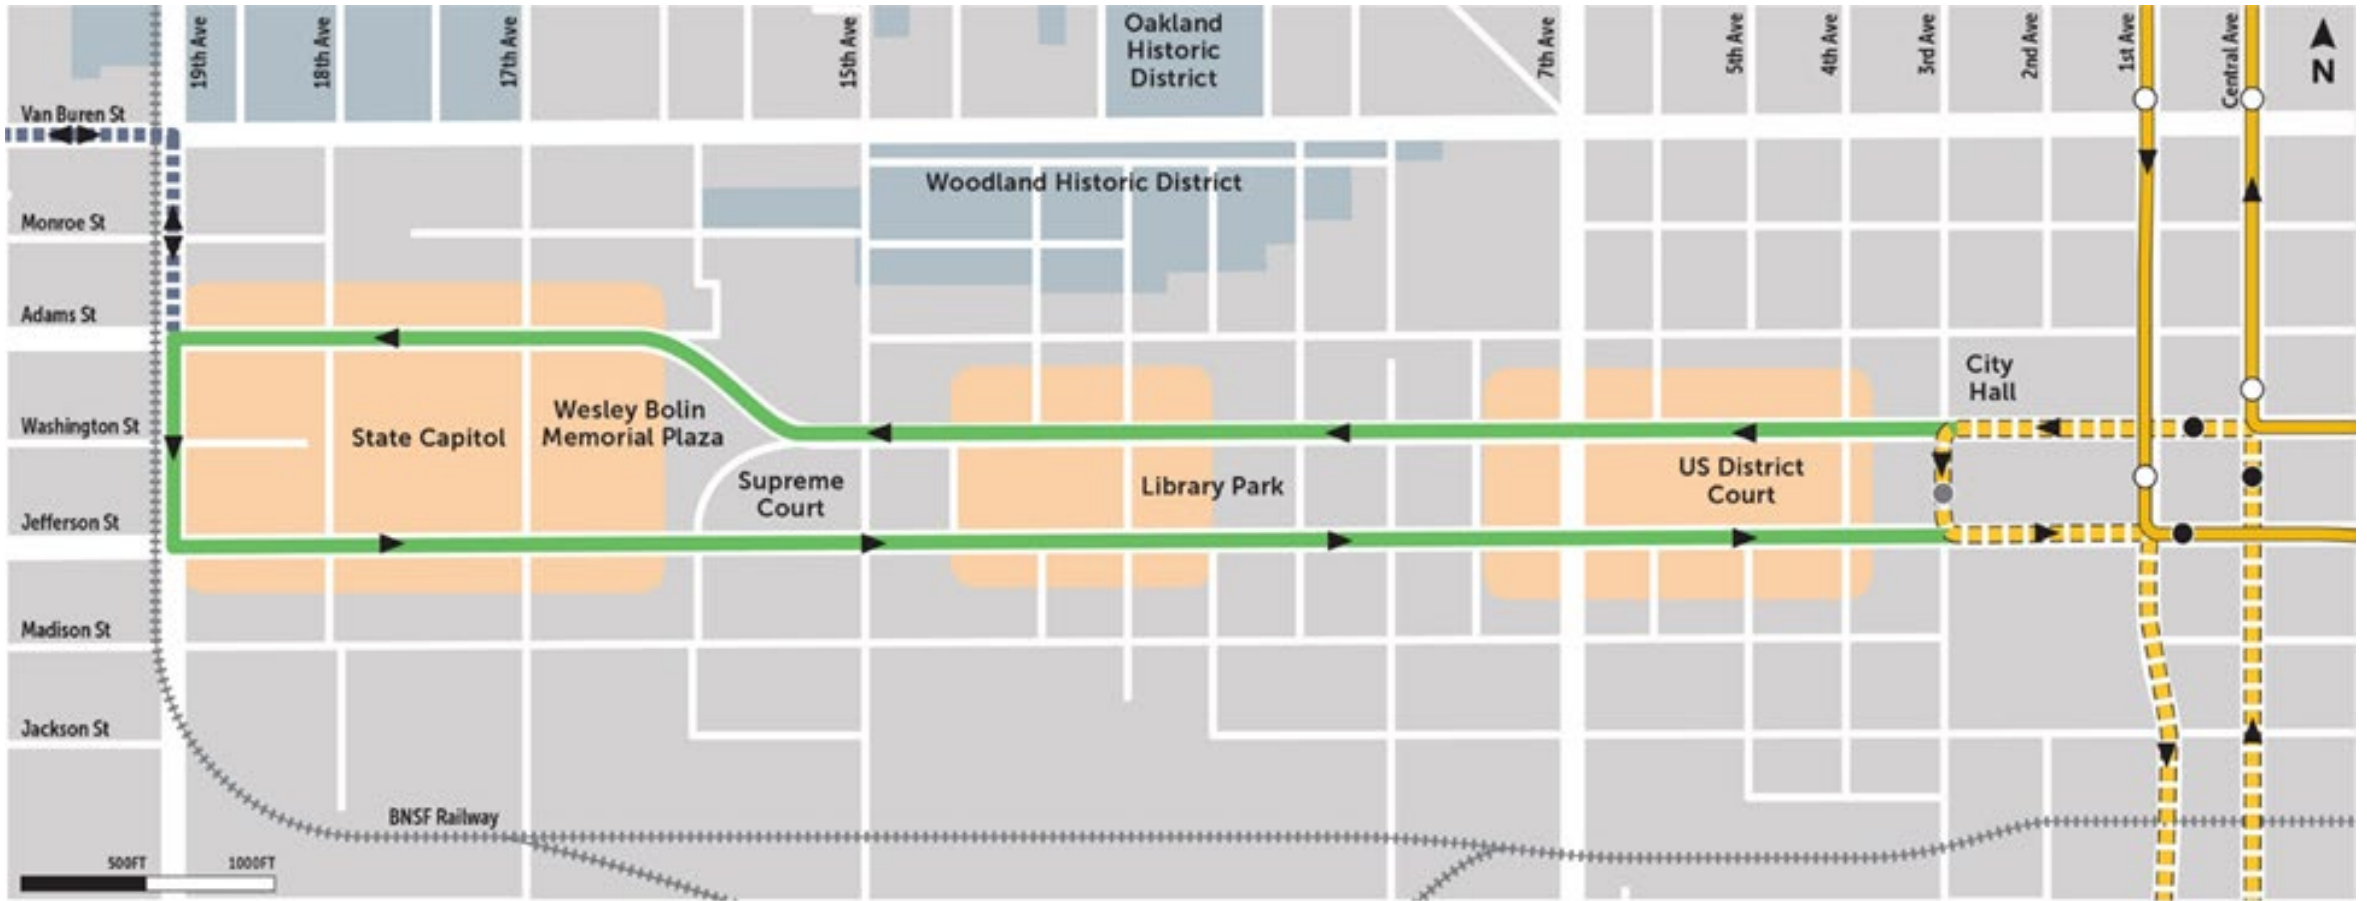 19th Ave
18th Ave
17th Ave
15th Ave
Oakland
Historic
District
7th Ave
5th Ave
4th Ave
3rd Ave
2nd Ave
1st Ave
Central Ave
N
Van Buren St
Woodland Historic District
Monroe St
Adams St
City
Hall
Washington St
State Capitol
Wesley Bolin
Memorial Plaza
Supreme
Court
Library Park
US District
Court
Jefferson St
Madison St
Jackson St
BNSF Railway
500FT
1000FT